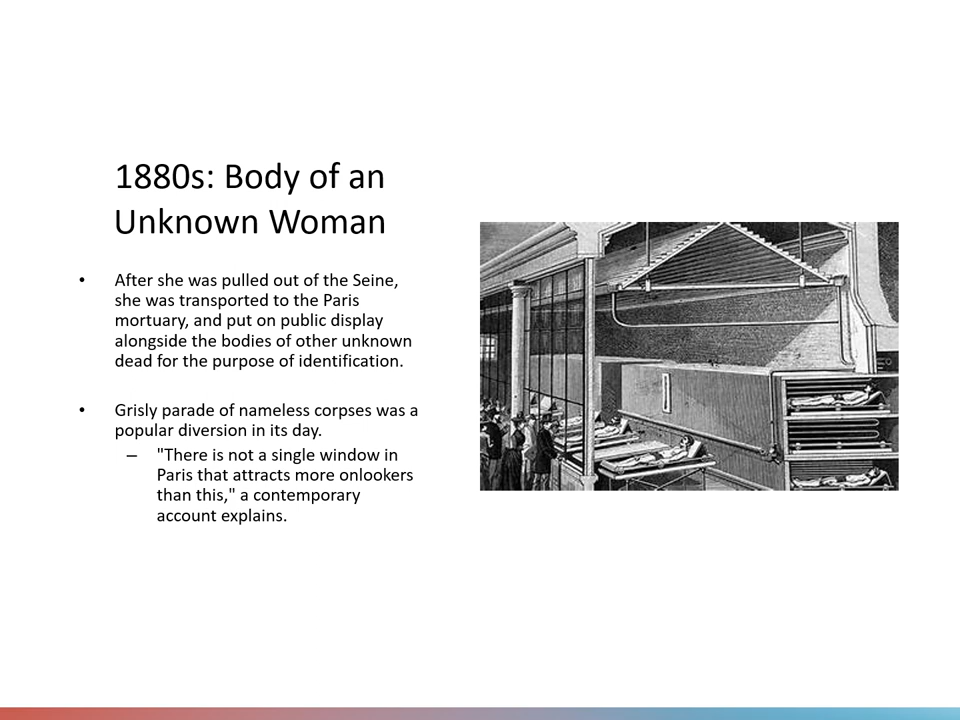 1880s: Body of an
Unknown Woman
• After she was pulled out of the Seine,
she was transported to the Paris
mortuary, and put on public display
alongside the bodies of other unknown
dead for the purpose of identification.
• Grisly parade of nameless corpses was a
popular diversion in its day.
– "There is not a single window in
Paris that attracts more onlookers
than this," a contemporary
account explains.